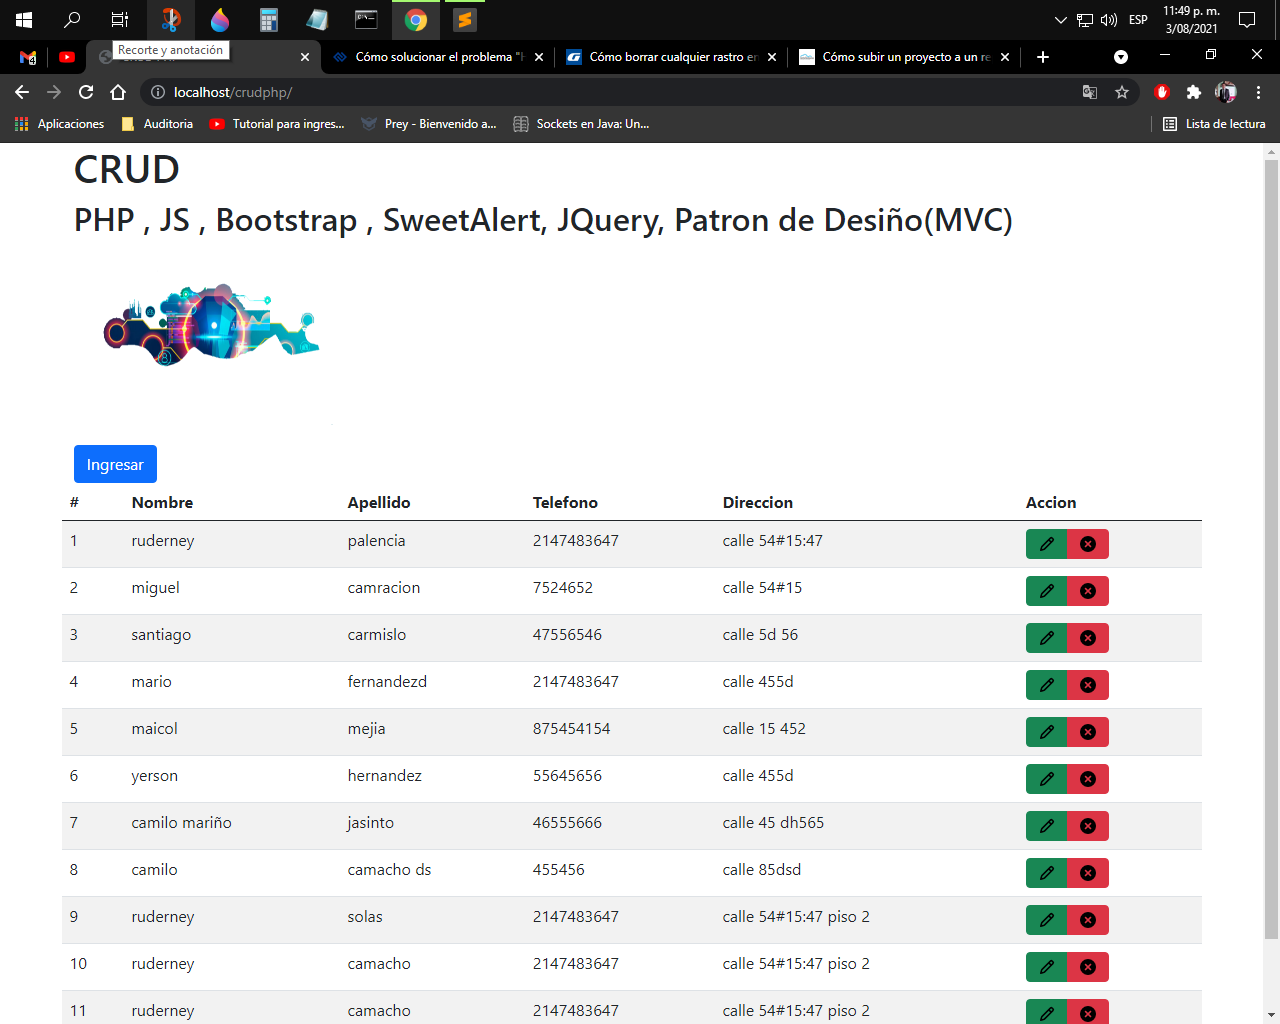 ESP
11:49 p. m.
3/08/2021
Recorte y anotación
4
Cómo solucionar el problema "H
Cómo borrar cualquier rastro en
Cómo subir un proyecto a un re
localhost/crudphp/
Aplicaciones
Auditoria
Tutorial para ingres...
Prey - Bienvenido a...
Sockets en Java: Un...
Lista de lectura
CRUD
PHP , JS , Bootstrap , SweetAlert, JQuery, Patron de Desiño(MVC)
Ingresar
# Nombre Apellido Telefono Direccion Accion
1 ruderney palencia 2147483647 calle 54#15:47
2 miguel camracion 7524652 calle 54#15
3 santiago carmislo 47556546 calle 5d 56
4 mario fernandezd 2147483647 calle 455d
5 maicol mejia 875454154 calle 15 452
6 yerson hernandez 55645656 calle 455d
7 camilo mariño jasinto 46555666 calle 45 dh565
8 camilo camacho ds 455456 calle 85dsd
9 ruderney solas 2147483647 calle 54#15:47 piso 2
10 ruderney camacho 2147483647 calle 54#15:47 piso 2
11 ruderney camacho 2147483647 calle 54#15:47 piso 2